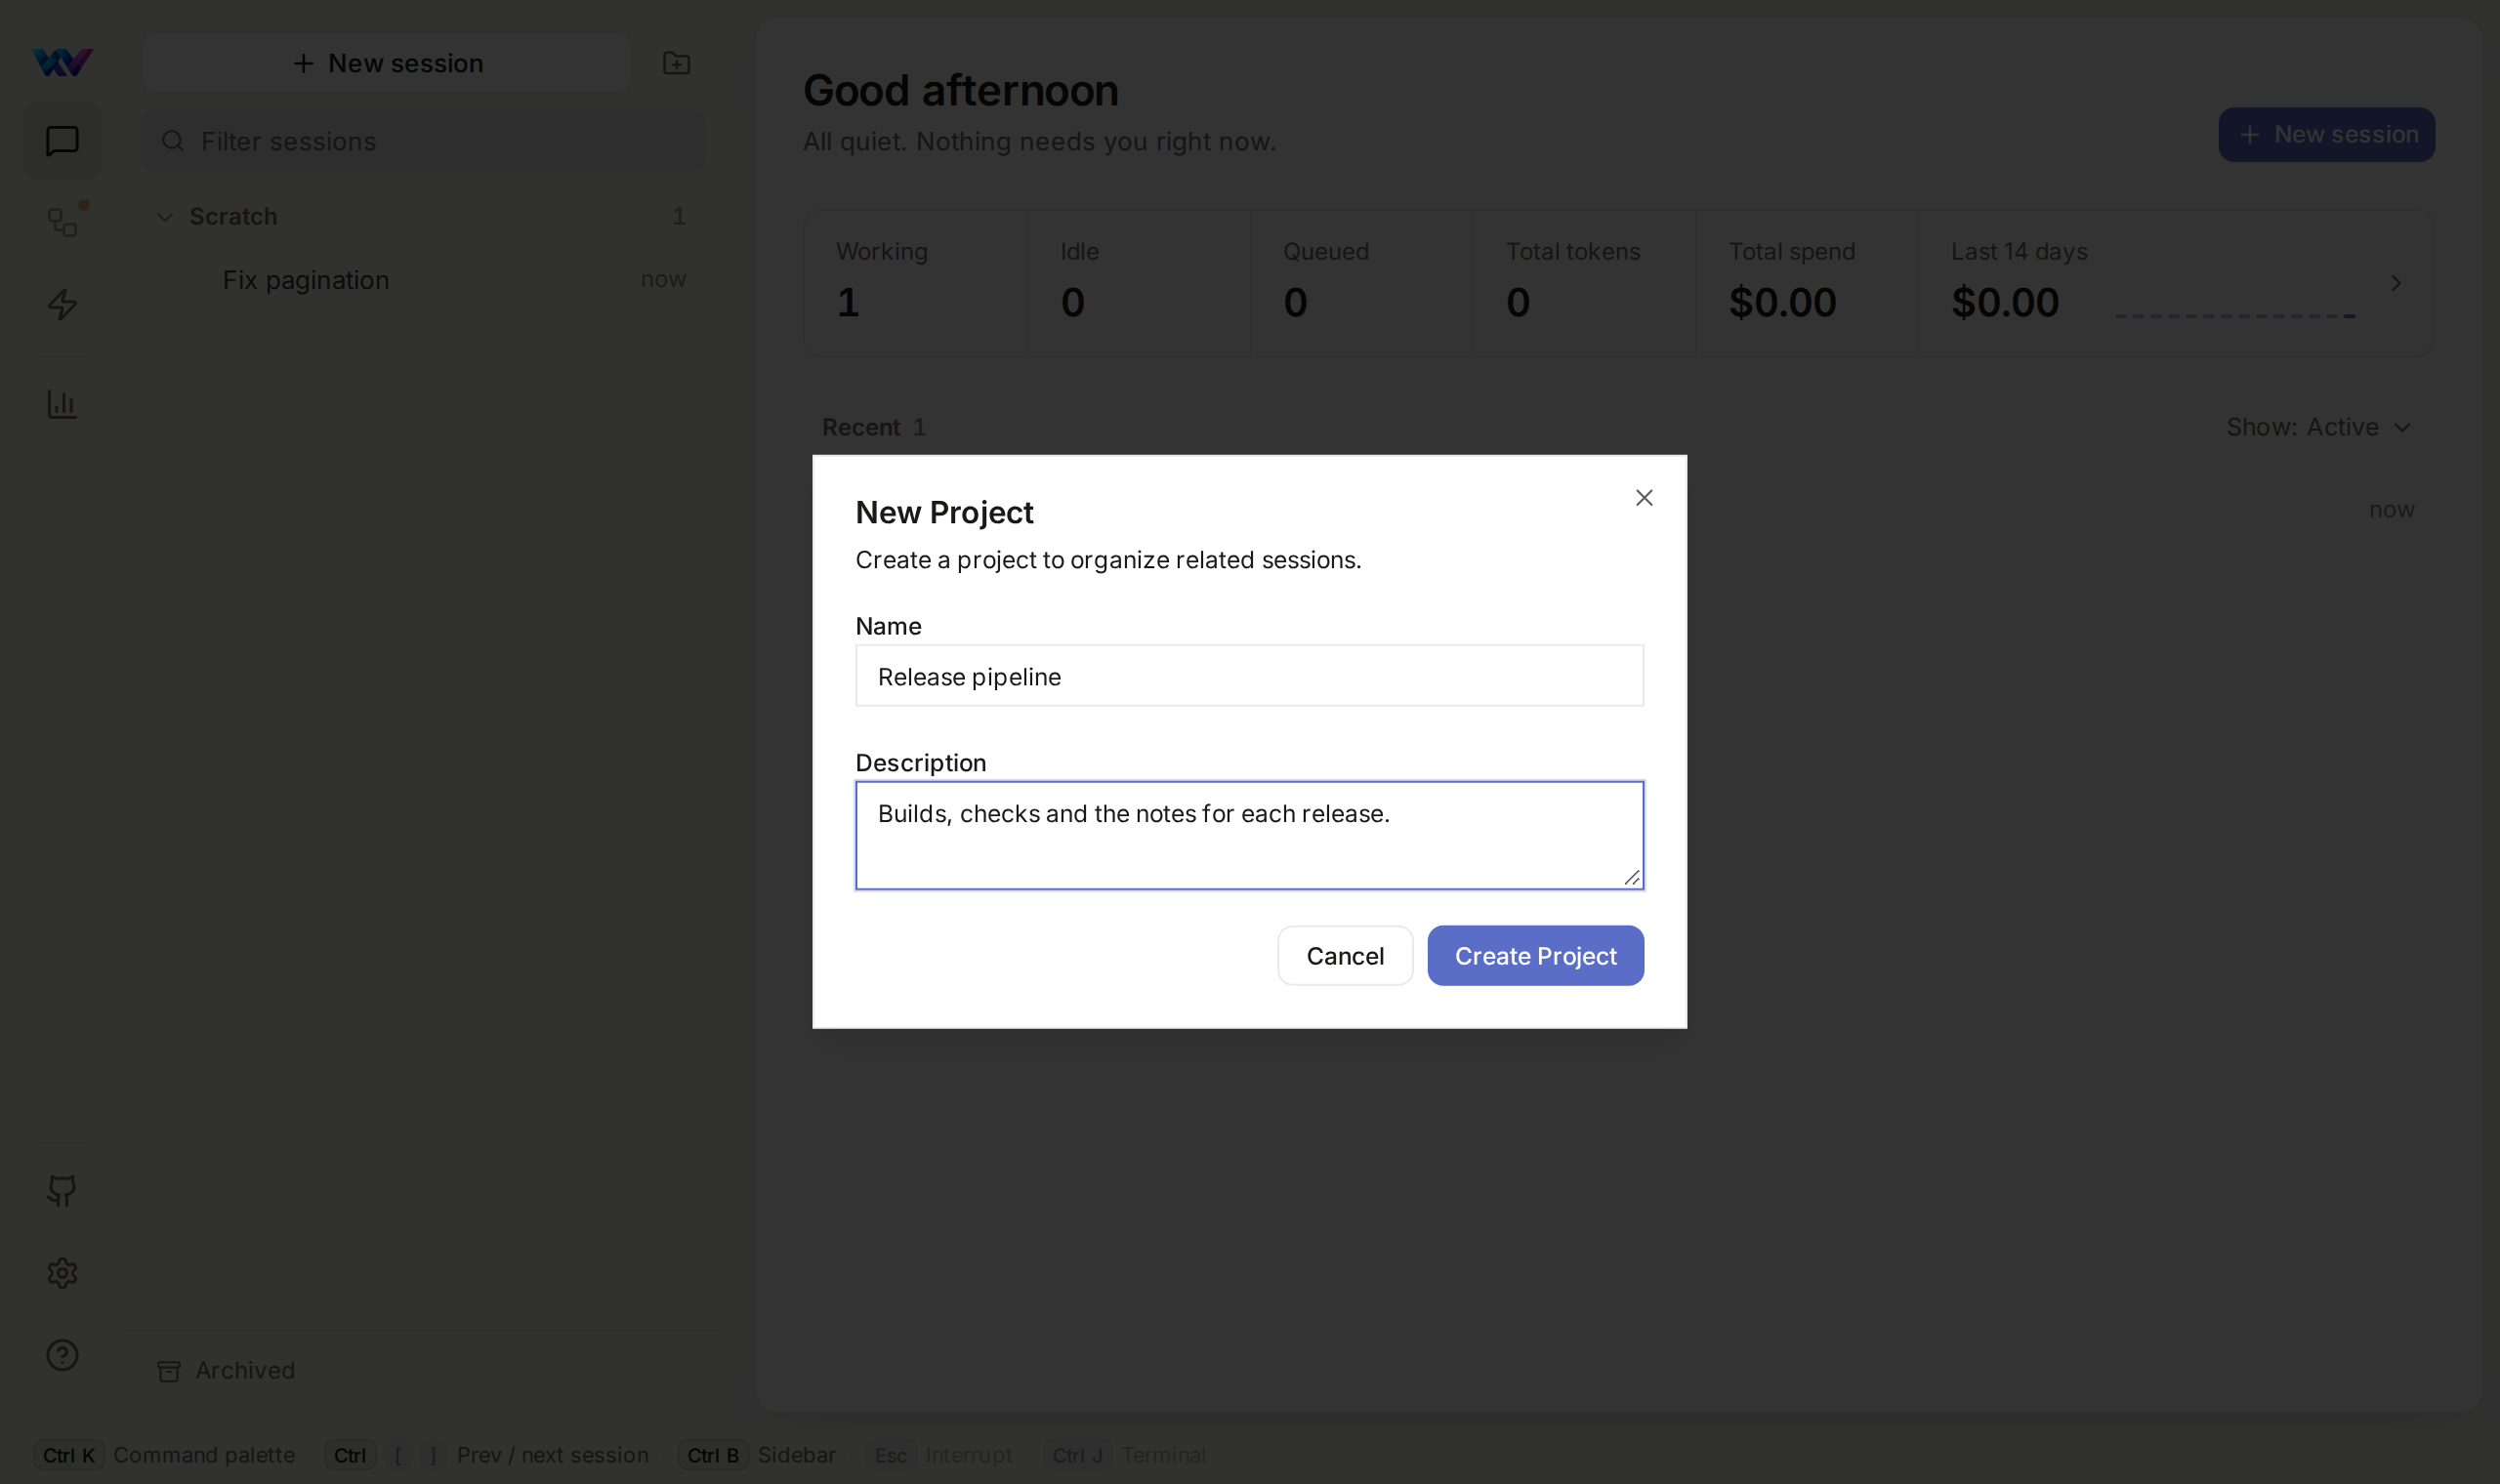 New session
Filter sessions
Scratch 1
Fix pagination now
Archived
Good afternoon
All quiet. Nothing needs you right now.
New session
Working Idle Queued Total tokens Total spend Last 14 days
1 0 0 0 $0.00 $0.00
Recent 1 Show: Active
now
New Project
Create a project to organize related sessions.
Name
Release pipeline
Description
Builds, checks and the notes for each release.
Cancel Create Project
Ctrl K Command palette Ctrl [ ] Prev / next session Ctrl B Sidebar Esc Interrupt Ctrl J Terminal